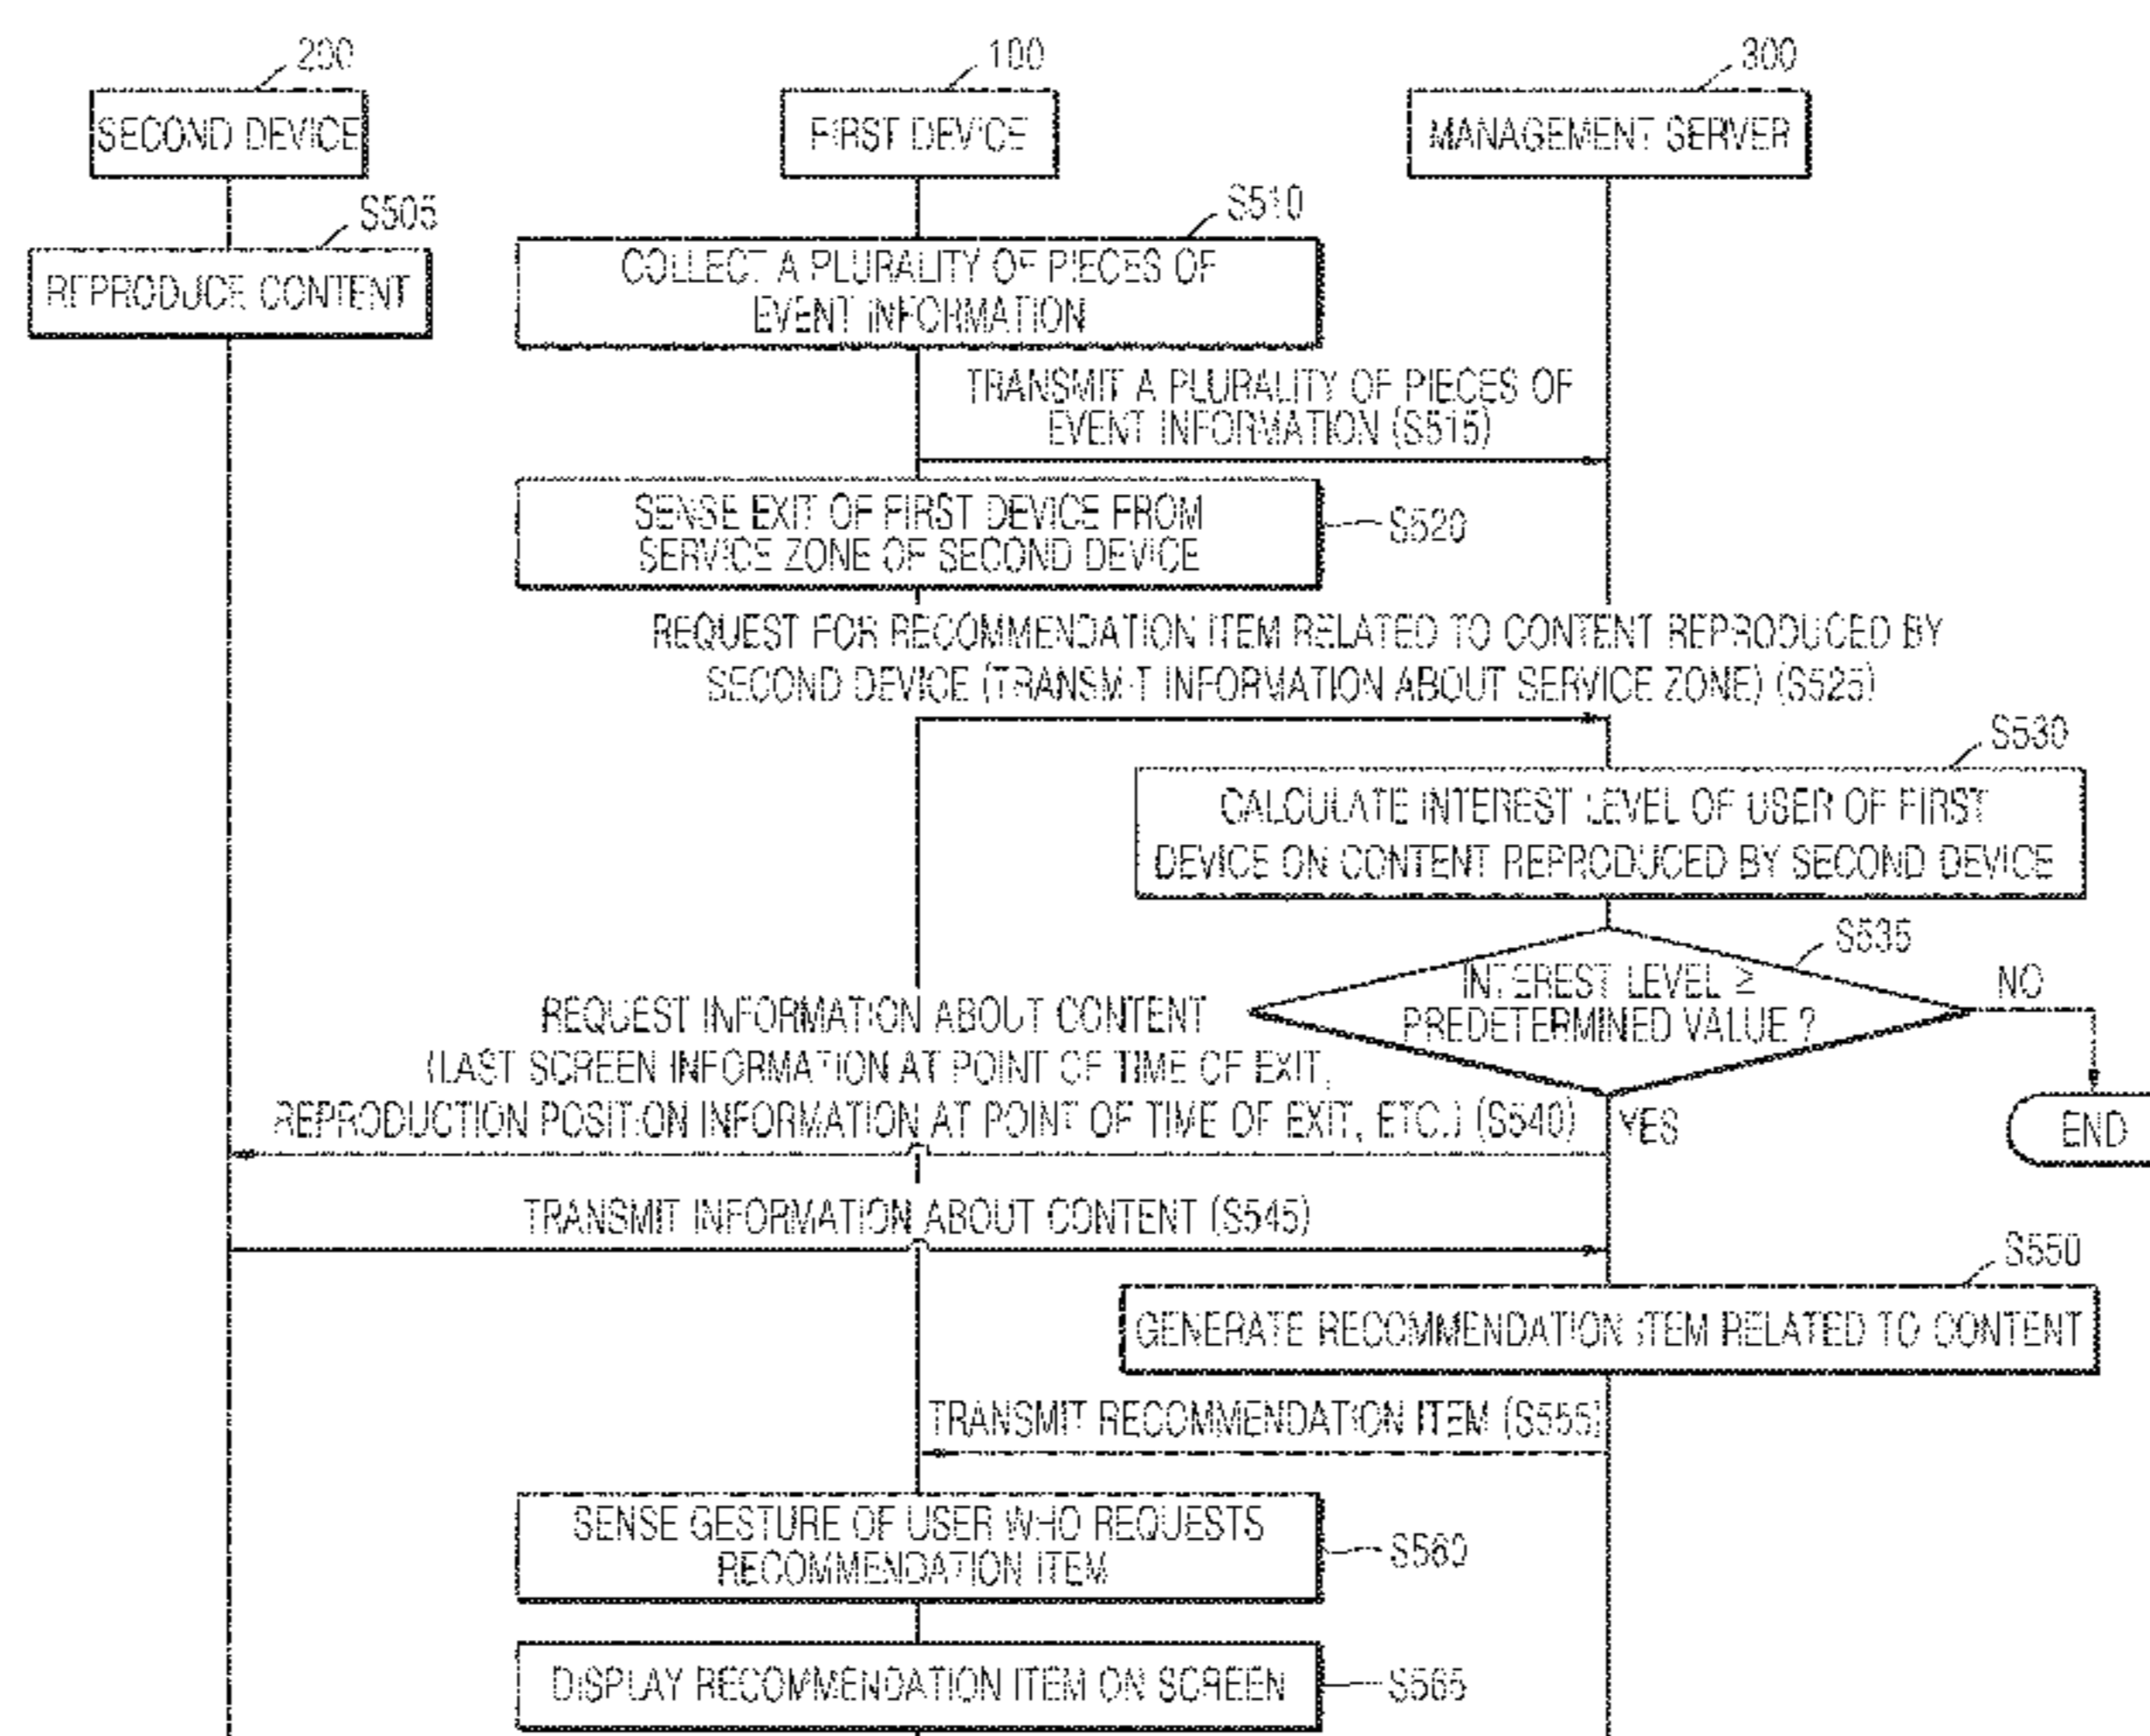 200
100
300
SECOND DEVICE
FIRST DEVICE
MANAGEMENT SERVER
S505
REPRODUCE CONTENT
S510
COLLECT A PLURALITY OF PIECES OF
EVENT INFORMATION
TRANSMIT A PLURALITY OF PIECES OF
EVENT INFORMATION (S515)
SENSE EXIT OF FIRST DEVICE FROM
SERVICE ZONE OF SECOND DEVICE
S520
REQUEST FOR RECOMMENDATION ITEM RELATED TO CONTENT REPRODUCED BY
SECOND DEVICE (TRANSMIT INFORMATION ABOUT SERVICE ZONE) (S525)
S530
CALCULATE INTEREST LEVEL OF USER OF FIRST
DEVICE ON CONTENT REPRODUCED BY SECOND DEVICE
S535
INTEREST LEVEL ≥
PREDETERMINED VALUE ?
NO
END
YES
REQUEST INFORMATION ABOUT CONTENT
(LAST SCREEN INFORMATION AT POINT OF TIME OF EXIT,
REPRODUCTION POSITION INFORMATION AT POINT OF TIME OF EXIT, ETC.) (S540)
TRANSMIT INFORMATION ABOUT CONTENT (S545)
S550
GENERATE RECOMMENDATION ITEM RELATED TO CONTENT
TRANSMIT RECOMMENDATION ITEM (S555)
SENSE GESTURE OF USER WHO REQUESTS
RECOMMENDATION ITEM
S560
DISPLAY RECOMMENDATION ITEM ON SCREEN
S565